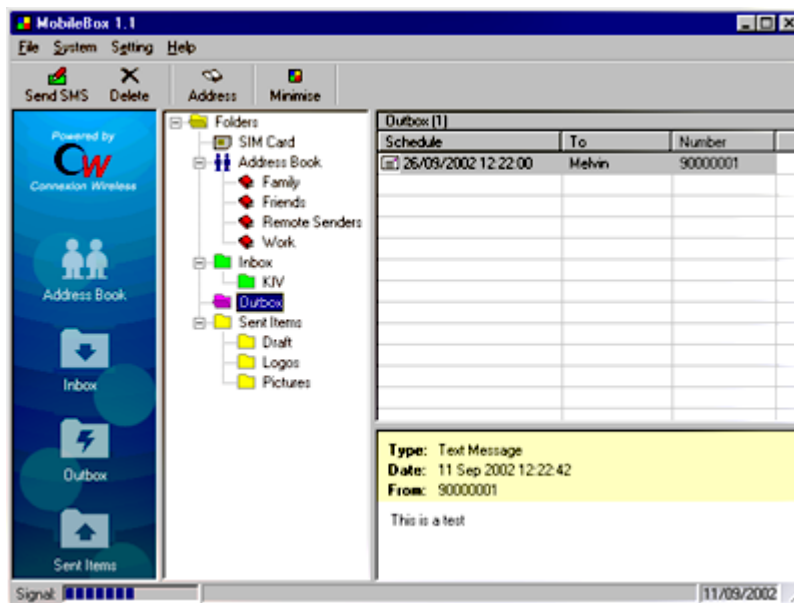 MobileBox 1.1
File System Setting Help
Send SMS Delete Address Minimise
Powered by
CW
Connexion Wireless
Address Book
Inbox
Outbox
Sent Items
Folders
SIM Card
Address Book
Family
Friends
Remote Senders
Work
Inbox
KIV
Outbox
Sent Items
Draft
Logos
Pictures
Outbox (1)
Schedule To Number
26/09/2002 12:22:00 Melvin 90000001
Type: Text Message
Date: 11 Sep 2002 12:22:42
From: 90000001
This is a test
Signal: 11/09/2002